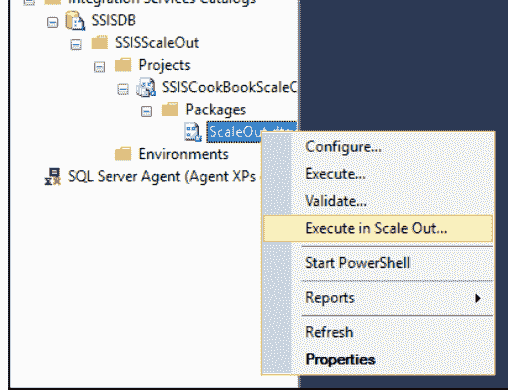 Integration Services Catalogs
SSISDB
SSISScaleOut
Projects
SSISCookBookScaleC
Packages
ScaleOut.dts
Environments
SQL Server Agent (Agent XPs
Configure...
Execute...
Validate...
Execute in Scale Out...
Start PowerShell
Reports
Refresh
Properties